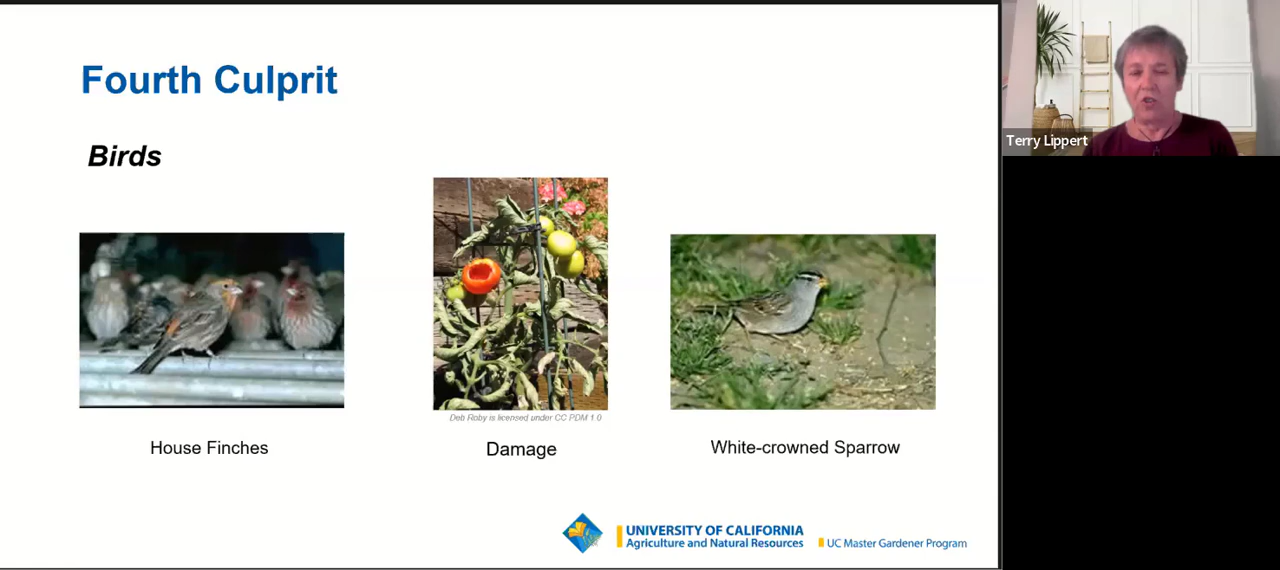 Fourth Culprit
Birds
Deb Roby is licensed under CC PDM 1.0
House Finches
Damage
White-crowned Sparrow
UNIVERSITY OF CALIFORNIA
Agriculture and Natural Resources
UC Master Gardener Program
Terry Lippert